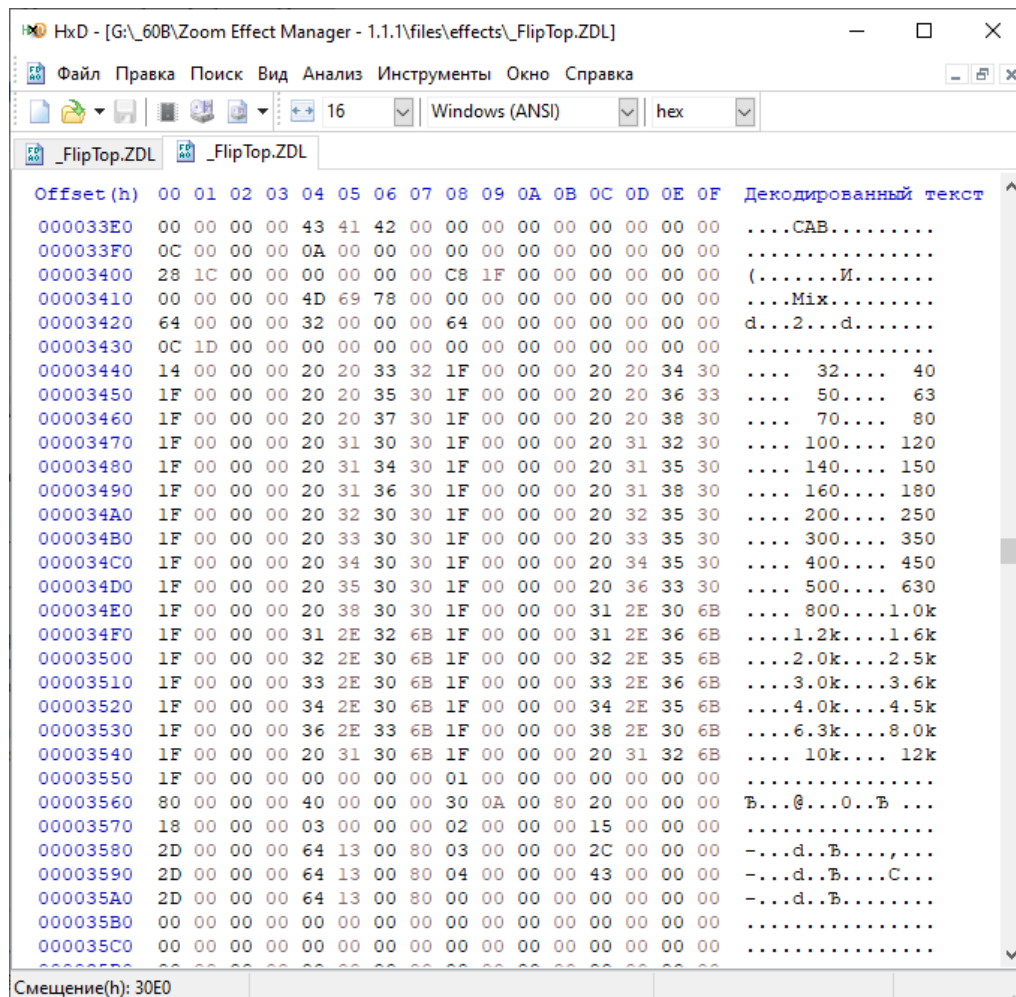 HxD - [G:\_60B\Zoom Effect Manager - 1.1.1\files\effects\_FlipTop.ZDL]
Файл Правка Поиск Вид Анализ Инструменты Окно Справка
16 Windows (ANSI) hex
_FlipTop.ZDL _FlipTop.ZDL
Offset(h) 00 01 02 03 04 05 06 07 08 09 0A 0B 0C 0D 0E 0F Декодированный текст
000033E0 00 00 00 00 43 41 42 00 00 00 00 00 00 00 00 00 ....CAB.........
000033F0 0C 00 00 00 0A 00 00 00 00 00 00 00 00 00 00 00 ................
00003400 28 1C 00 00 00 00 00 00 C8 1F 00 00 00 00 00 00 (.......И.......
00003410 00 00 00 00 4D 69 78 00 00 00 00 00 00 00 00 00 ....Mix.........
00003420 64 00 00 00 32 00 00 00 64 00 00 00 00 00 00 00 d...2...d.......
00003430 0C 1D 00 00 00 00 00 00 00 00 00 00 00 00 00 00 ................
00003440 14 00 00 00 20 20 33 32 1F 00 00 00 20 20 34 30 ....  32....  40
00003450 1F 00 00 00 20 20 35 30 1F 00 00 00 20 20 36 33 ....  50....  63
00003460 1F 00 00 00 20 20 37 30 1F 00 00 00 20 20 38 30 ....  70....  80
00003470 1F 00 00 00 20 31 30 30 1F 00 00 00 20 31 32 30 .... 100.... 120
00003480 1F 00 00 00 20 31 34 30 1F 00 00 00 20 31 35 30 .... 140.... 150
00003490 1F 00 00 00 20 31 36 30 1F 00 00 00 20 31 38 30 .... 160.... 180
000034A0 1F 00 00 00 20 32 30 30 1F 00 00 00 20 32 35 30 .... 200.... 250
000034B0 1F 00 00 00 20 33 30 30 1F 00 00 00 20 33 35 30 .... 300.... 350
000034C0 1F 00 00 00 20 34 30 30 1F 00 00 00 20 34 35 30 .... 400.... 450
000034D0 1F 00 00 00 20 35 30 30 1F 00 00 00 20 36 33 30 .... 500.... 630
000034E0 1F 00 00 00 20 38 30 30 1F 00 00 00 31 2E 30 6B .... 800....1.0k
000034F0 1F 00 00 00 31 2E 32 6B 1F 00 00 00 31 2E 36 6B ....1.2k....1.6k
00003500 1F 00 00 00 32 2E 30 6B 1F 00 00 00 32 2E 35 6B ....2.0k....2.5k
00003510 1F 00 00 00 33 2E 30 6B 1F 00 00 00 33 2E 36 6B ....3.0k....3.6k
00003520 1F 00 00 00 34 2E 30 6B 1F 00 00 00 34 2E 35 6B ....4.0k....4.5k
00003530 1F 00 00 00 36 2E 33 6B 1F 00 00 00 38 2E 30 6B ....6.3k....8.0k
00003540 1F 00 00 00 20 31 30 6B 1F 00 00 00 20 31 32 6B .... 10k.... 12k
00003550 1F 00 00 00 00 00 00 00 01 00 00 00 00 00 00 00 ................
00003560 80 00 00 00 40 00 00 00 30 0A 00 80 20 00 00 00 Ђ...@...0..Ђ ...
00003570 18 00 00 00 03 00 00 00 02 00 00 00 15 00 00 00 ................
00003580 2D 00 00 00 64 13 00 80 03 00 00 00 2C 00 00 00 -...d..Ђ....,...
00003590 2D 00 00 00 64 13 00 80 04 00 00 00 43 00 00 00 -...d..Ђ....C...
000035A0 2D 00 00 00 64 13 00 80 00 00 00 00 00 00 00 00 -...d..Ђ........
000035B0 00 00 00 00 00 00 00 00 00 00 00 00 00 00 00 00 ................
000035C0 00 00 00 00 00 00 00 00 00 00 00 00 00 00 00 00 ................
Смещение(h): 30E0